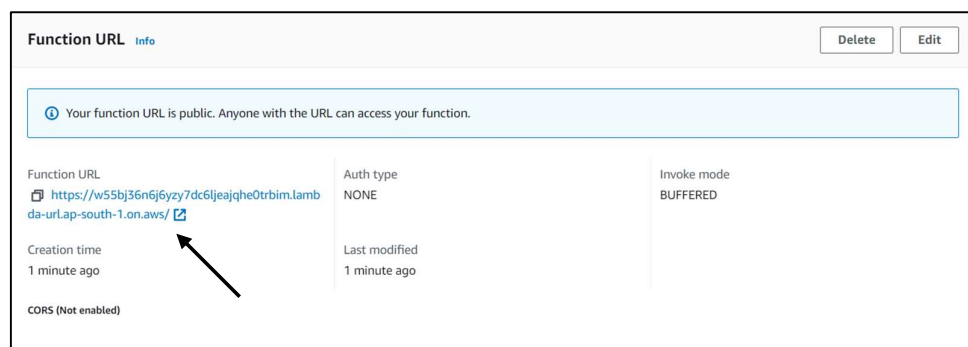 Function URL Info
Delete Edit
Your function URL is public. Anyone with the URL can access your function.
Function URL
https://w55bj36n6j6yzy7dc6ljeajqhe0trbim.lamb
da-url.ap-south-1.on.aws/
Auth type
NONE
Invoke mode
BUFFERED
Creation time
1 minute ago
Last modified
1 minute ago
CORS (Not enabled)